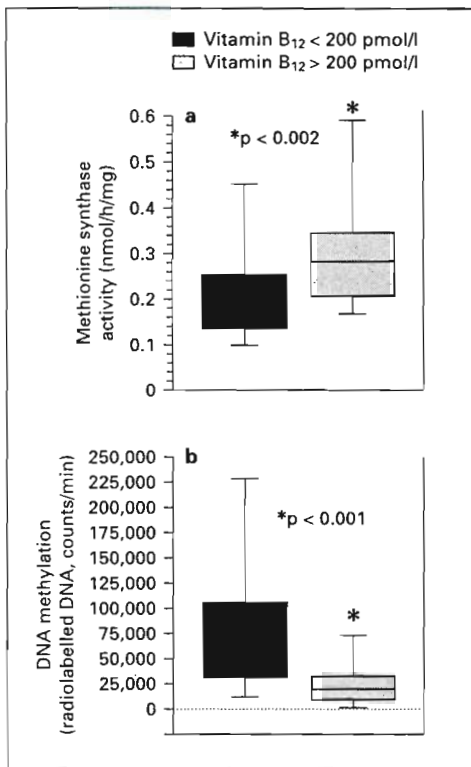 Vitamin B₁₂ < 200 pmol/l
Vitamin B₁₂ > 200 pmol/l
a
*
*p < 0.002
Methionine synthase
activity (nmol/h/mg)
0.6
0.5
0.4
0.3
0.2
0.1
0
b
*p < 0.001
*
DNA methylation
(radiolabelled DNA, counts/min)
250,000
225,000
200,000
175,000
150,000
125,000
100,000
75,000
50,000
25,000
0